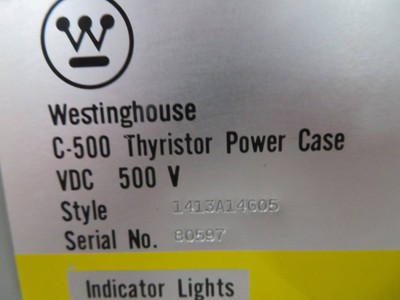 W
Westinghouse
C-500 Thyristor Power Case
VDC 500 V
Style 1413A14G05
Serial No. 80597
Indicator Lights